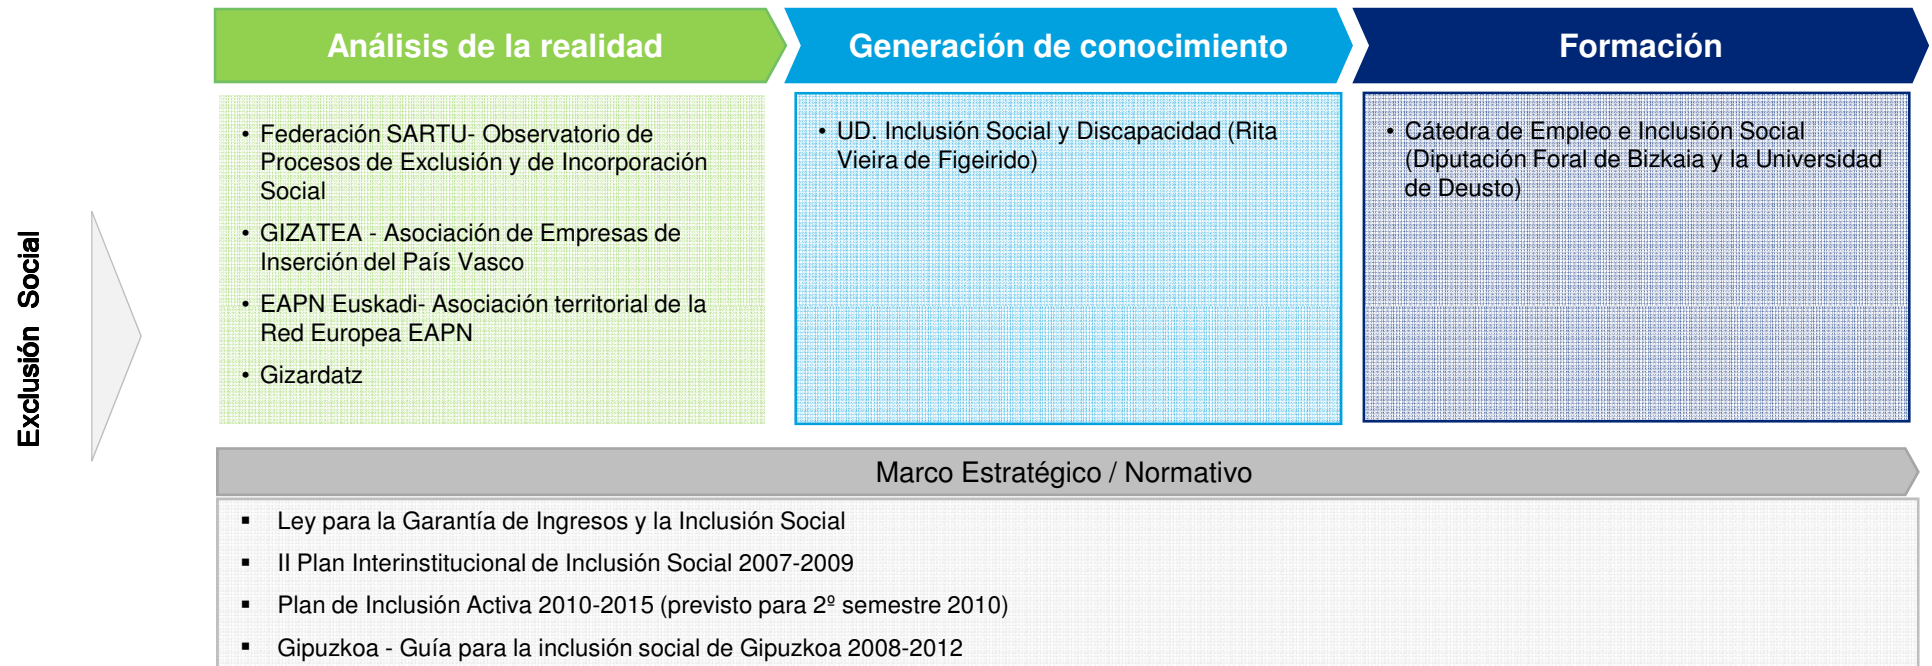 Exclusión Social
Análisis de la realidad
• Federación SARTU- Observatorio de
Procesos de Exclusión y de Incorporación
Social
• GIZATEA - Asociación de Empresas de
Inserción del País Vasco
• EAPN Euskadi- Asociación territorial de la
Red Europea EAPN
• Gizardatz
Generación de conocimiento
• UD. Inclusión Social y Discapacidad (Rita
Vieira de Figeirido)
Formación
• Cátedra de Empleo e Inclusión Social
(Diputación Foral de Bizkaia y la Universidad
de Deusto)
Marco Estratégico / Normativo
▪ Ley para la Garantía de Ingresos y la Inclusión Social
▪ II Plan Interinstitucional de Inclusión Social 2007-2009
▪ Plan de Inclusión Activa 2010-2015 (previsto para 2º semestre 2010)
▪ Gipuzkoa - Guía para la inclusión social de Gipuzkoa 2008-2012